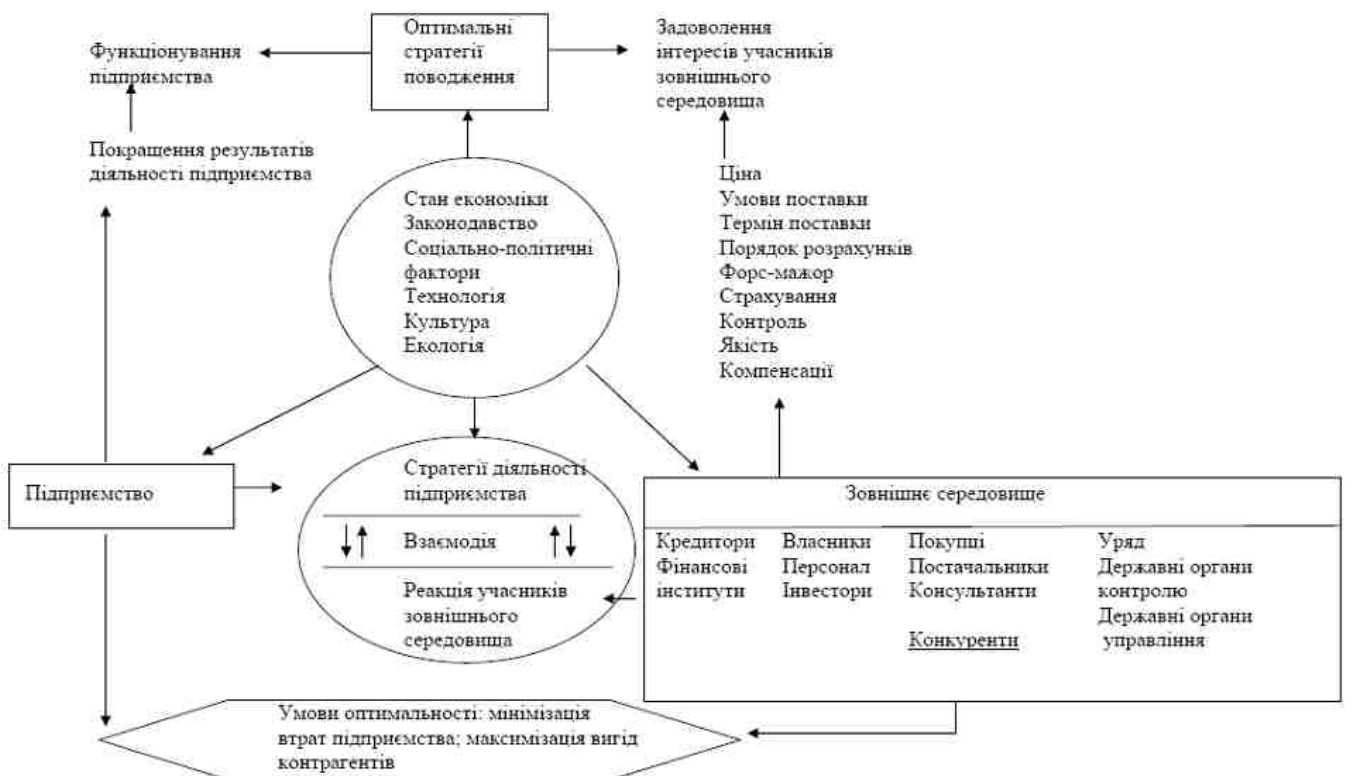 Оптимальні
стратегії
поводження
Функціонування
підприємства
Задоволення
інтересів учасників
зовнішнього
середовища
Покращення результатів
діяльності підприємства
Стан економіки
Законодавство
Соціально-політичні
фактори
Технологія
Культура
Екологія
Ціна
Умови поставки
Термін поставки
Порядок розрахунків
Форс-мажор
Страхування
Контроль
Якість
Компенсації
Підприємство
Стратегії діяльності
підприємства
Взаємодія
Реакція учасників
зовнішнього
середовища
Зовнішнє середовище
Кредитори
Фінансові
інститути
Власники
Персонал
Інвестори
Покупці
Постачальники
Консультанти
Конкуренти
Уряд
Державні органи
контролю
Державні органи
управління
Умови оптимальності: мінімізація
втрат підприємства; максимізація вигід
контрагентів